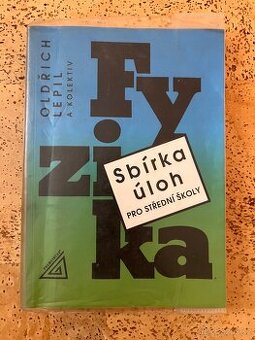 OLDŘICH
LEPIL
A KOLEKTIV
Fy
zi
ka
Sbírka
úloh
PRO STŘEDNÍ ŠKOLY